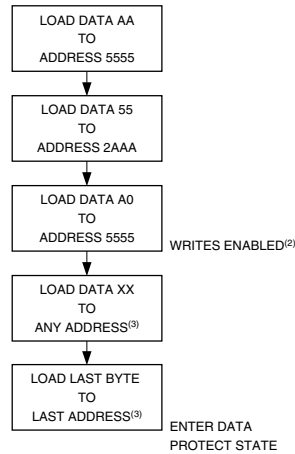 LOAD DATA AA
TO
ADDRESS 5555
LOAD DATA 55
TO
ADDRESS 2AAA
LOAD DATA A0
TO
ADDRESS 5555
WRITES ENABLED(2)
LOAD DATA XX
TO
ANY ADDRESS(3)
LOAD LAST BYTE
TO
LAST ADDRESS(3)
ENTER DATA
PROTECT STATE